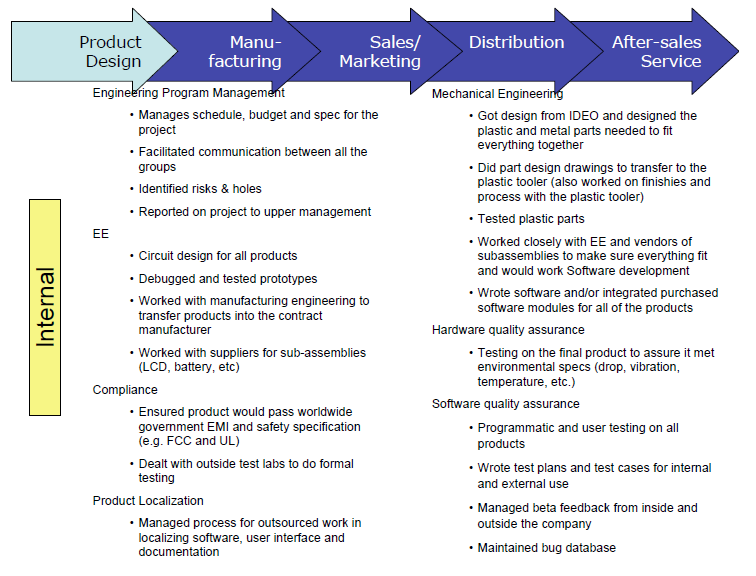 Product
Design
Manu-
facturing
Sales/
Marketing
Distribution
After-sales
Service
Internal
Engineering Program Management
• Manages schedule, budget and spec for the
project
• Facilitated communication between all the
groups
• Identified risks & holes
• Reported on project to upper management
EE
• Circuit design for all products
• Debugged and tested prototypes
• Worked with manufacturing engineering to
transfer products into the contract
manufacturer
• Worked with suppliers for sub-assemblies
(LCD, battery, etc)
Compliance
• Ensured product would pass worldwide
government EMI and safety specification
(e.g. FCC and UL)
• Dealt with outside test labs to do formal
testing
Product Localization
• Managed process for outsourced work in
localizing software, user interface and
documentation
Mechanical Engineering
• Got design from IDEO and designed the
plastic and metal parts needed to fit
everything together
• Did part design drawings to transfer to the
plastic tooler (also worked on finishies and
process with the plastic tooler)
• Tested plastic parts
• Worked closely with EE and vendors of
subassemblies to make sure everything fit
and would work Software development
• Wrote software and/or integrated purchased
software modules for all of the products
Hardware quality assurance
• Testing on the final product to assure it met
environmental specs (drop, vibration,
temperature, etc.)
Software quality assurance
• Programmatic and user testing on all
products
• Wrote test plans and test cases for internal
and external use
• Managed beta feedback from inside and
outside the company
• Maintained bug database